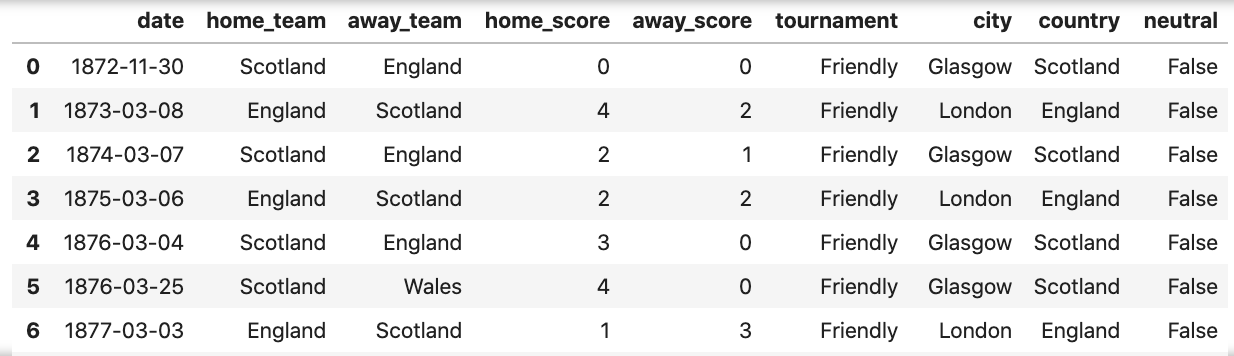 date home_team away_team home_score away_score tournament city country neutral
0 1872-11-30 Scotland England 0 0 Friendly Glasgow Scotland False
1 1873-03-08 England Scotland 4 2 Friendly London England False
2 1874-03-07 Scotland England 2 1 Friendly Glasgow Scotland False
3 1875-03-06 England Scotland 2 2 Friendly London England False
4 1876-03-04 Scotland England 3 0 Friendly Glasgow Scotland False
5 1876-03-25 Scotland Wales 4 0 Friendly Glasgow Scotland False
6 1877-03-03 England Scotland 1 3 Friendly London England False